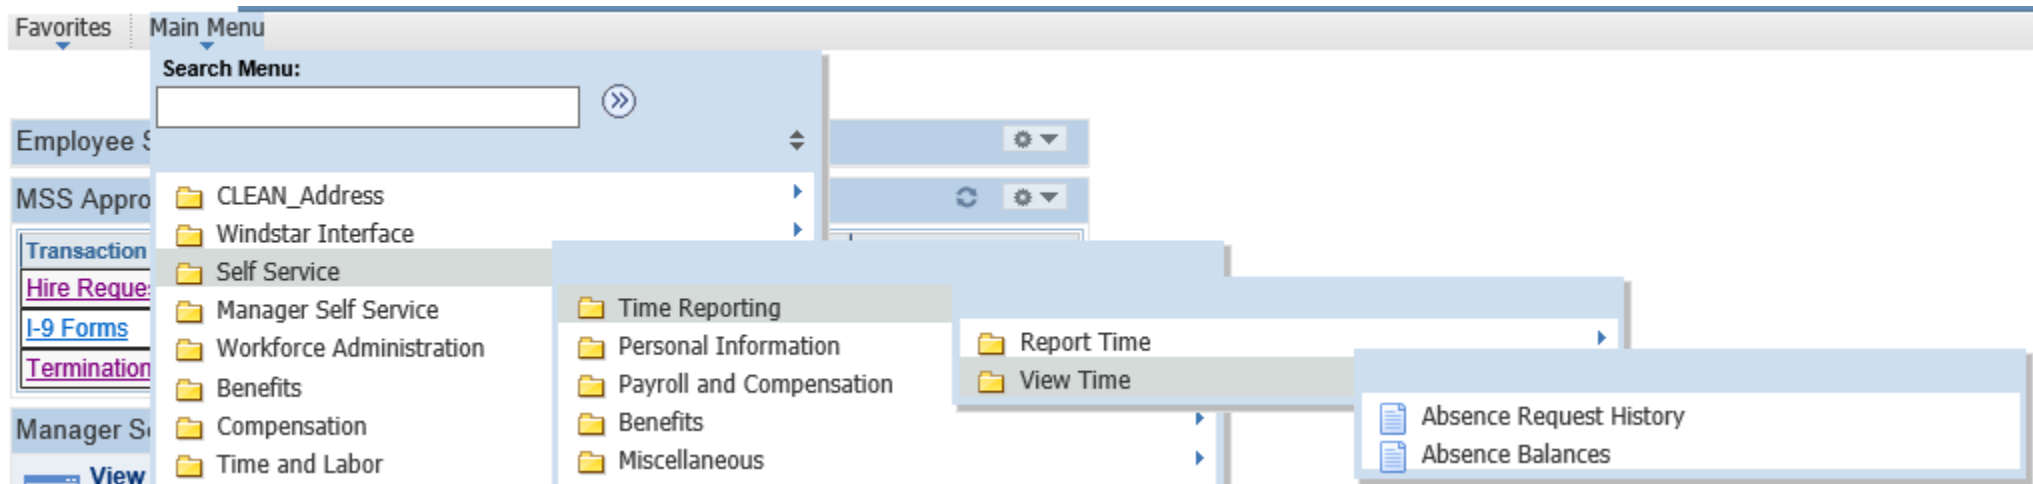 Favorites
Main Menu
Search Menu:
Employee S
MSS Appro
Transaction
Hire Reques
I-9 Forms
Termination
Manager Se
View
CLEAN_Address
Windstar Interface
Self Service
Manager Self Service
Workforce Administration
Benefits
Compensation
Time and Labor
Time Reporting
Personal Information
Payroll and Compensation
Benefits
Miscellaneous
Report Time
View Time
Absence Request History
Absence Balances